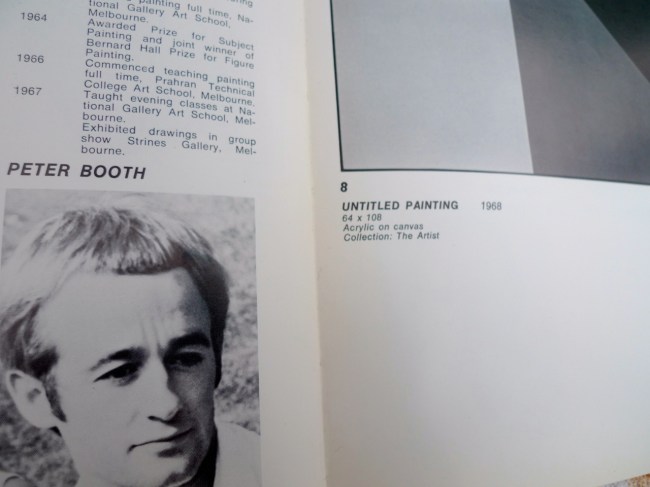 painting full time, Na-
tional Gallery Art School,
Melbourne.
1964 Awarded Prize for Subject
Painting and joint winner of
Bernard Hall Prize for Figure
Painting.
1966 Commenced teaching painting
full time, Prahran Technical
College Art School, Melbourne.
1967 Taught evening classes at Na-
tional Gallery Art School, Mel-
bourne.
Exhibited drawings in group
show Strines Gallery, Mel-
bourne.
PETER BOOTH
8
UNTITLED PAINTING 1968
64 x 108
Acrylic on canvas
Collection: The Artist